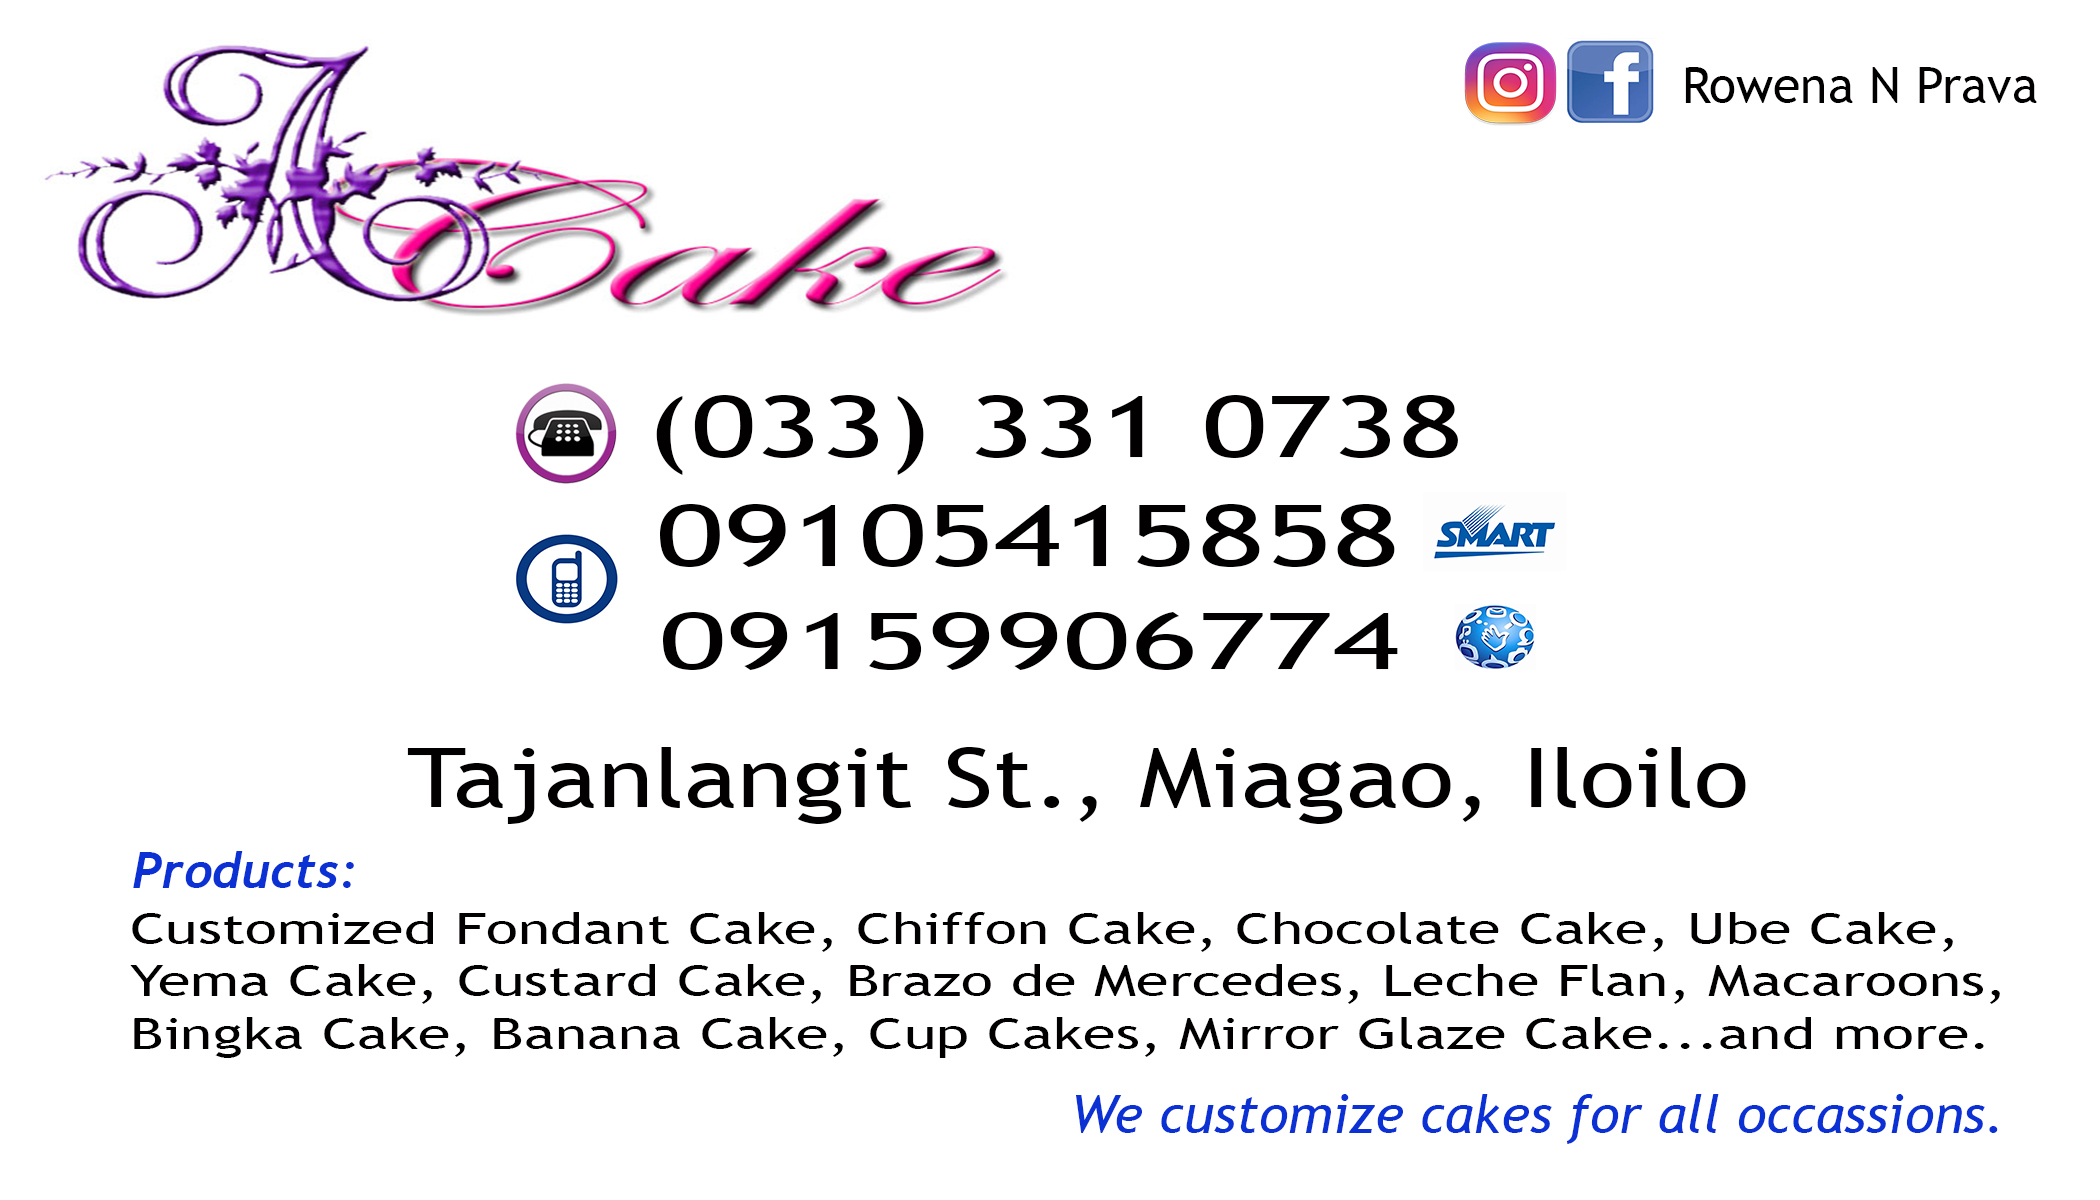 A Cake
Rowena N Prava
(033) 331 0738
09105415858 SMART
09159906774
Tajanlangit St., Miagao, Iloilo
Products:
Customized Fondant Cake, Chiffon Cake, Chocolate Cake, Ube Cake,
Yema Cake, Custard Cake, Brazo de Mercedes, Leche Flan, Macaroons,
Bingka Cake, Banana Cake, Cup Cakes, Mirror Glaze Cake...and more.
We customize cakes for all occassions.